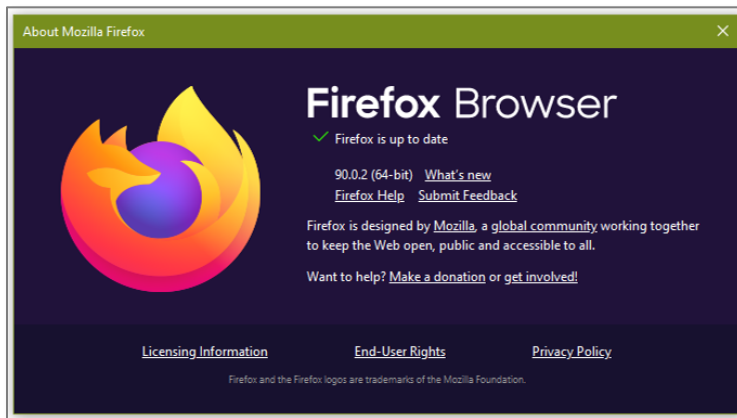 About Mozilla Firefox
Firefox Browser
Firefox is up to date
90.0.2 (64-bit) What's new
Firefox Help Submit Feedback
Firefox is designed by Mozilla, a global community working together
to keep the Web open, public and accessible to all.
Want to help? Make a donation or get involved!
Licensing Information End-User Rights Privacy Policy
Firefox and the Firefox logos are trademarks of the Mozilla Foundation.